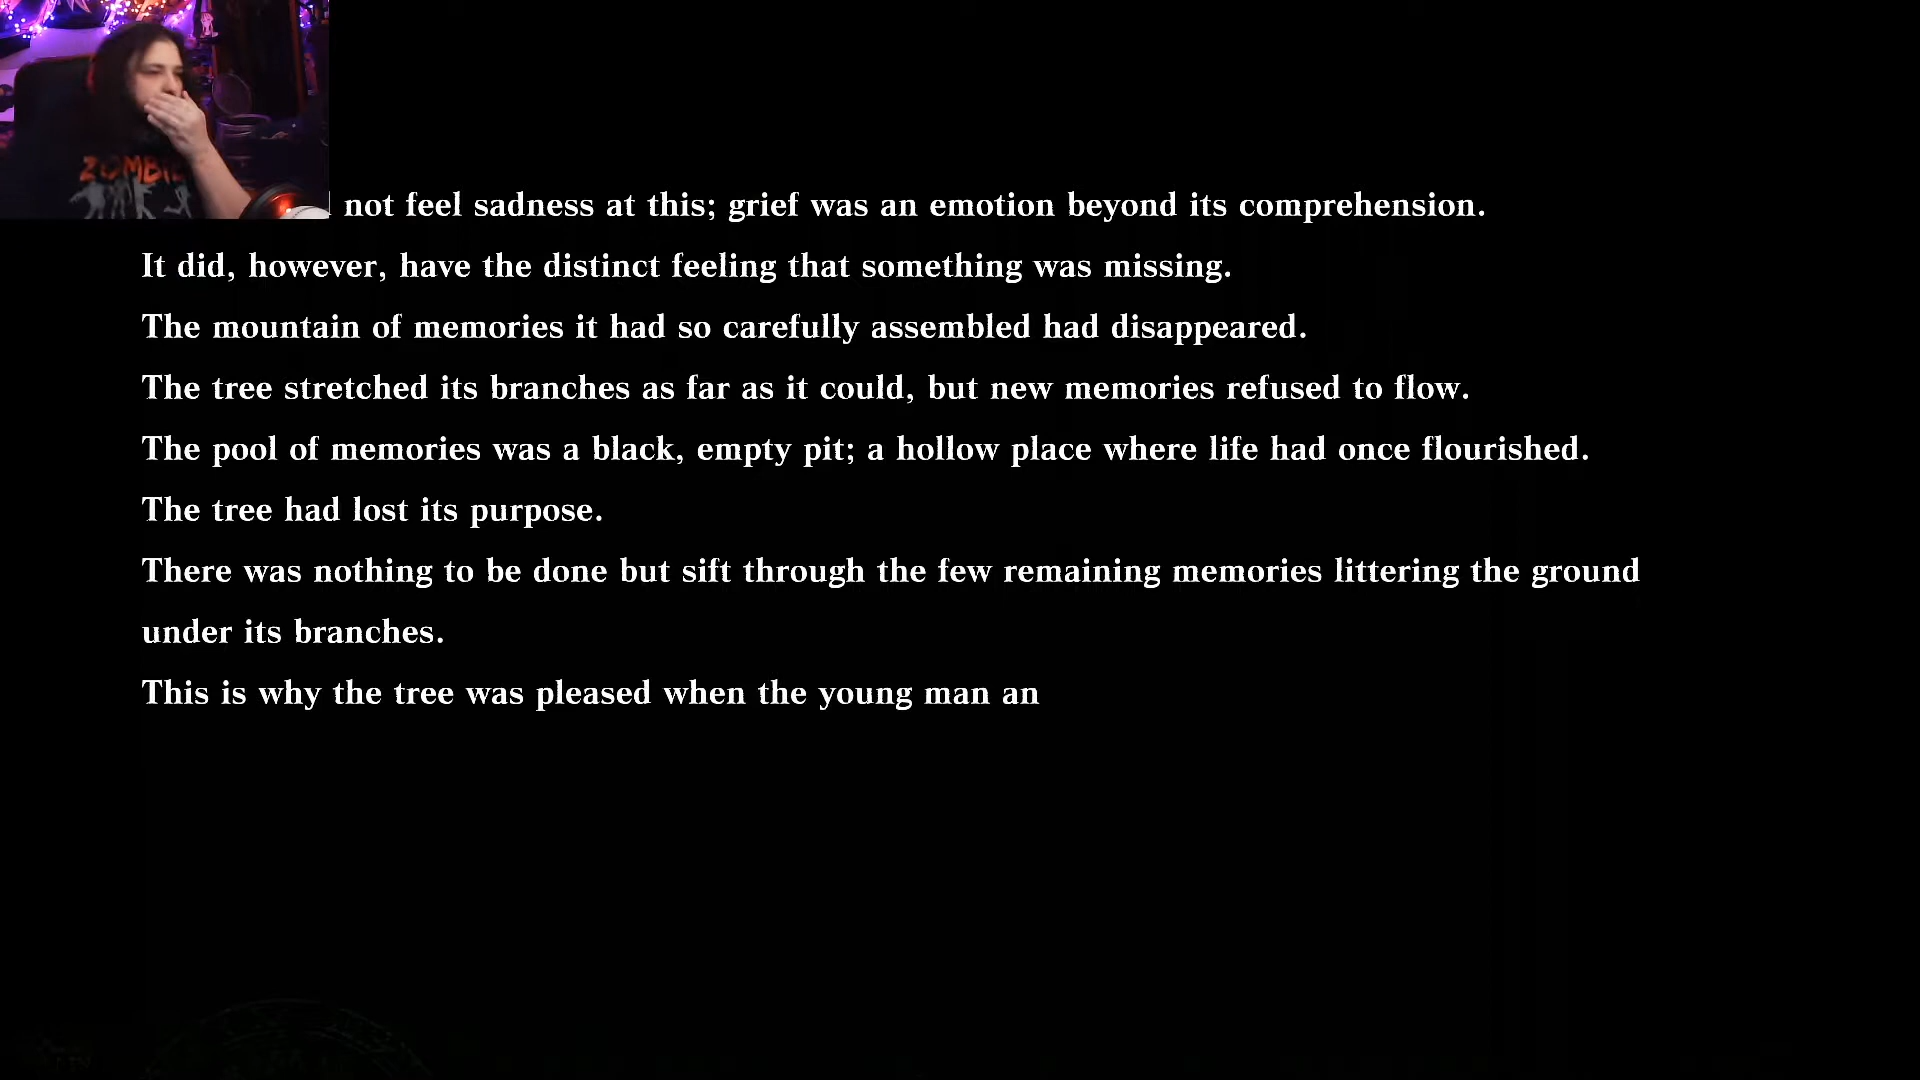 ZOMBIE
not feel sadness at this; grief was an emotion beyond its comprehension.
It did, however, have the distinct feeling that something was missing.
The mountain of memories it had so carefully assembled had disappeared.
The tree stretched its branches as far as it could, but new memories refused to flow.
The pool of memories was a black, empty pit; a hollow place where life had once flourished.
The tree had lost its purpose.
There was nothing to be done but sift through the few remaining memories littering the ground
under its branches.
This is why the tree was pleased when the young man an